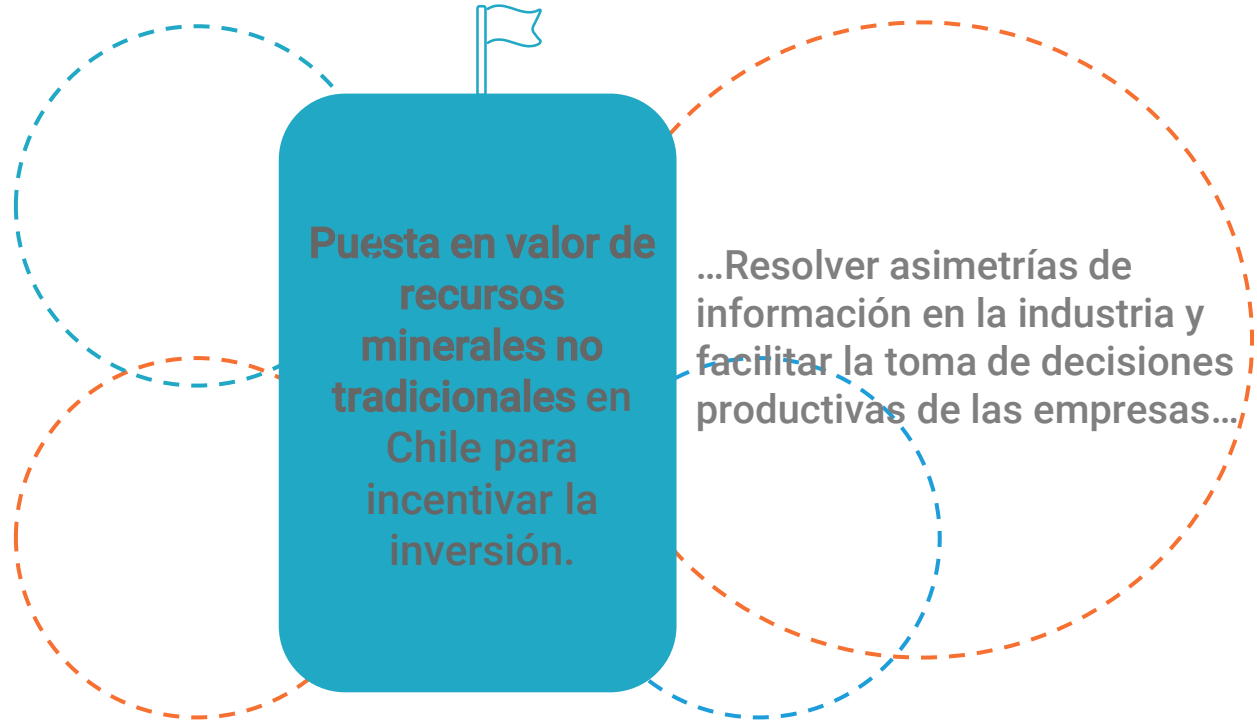 Puesta en valor de
recursos
minerales no
tradicionales en
Chile para
incentivar la
inversión.
…Resolver asimetrías de
información en la industria y
facilitar la toma de decisiones
productivas de las empresas…